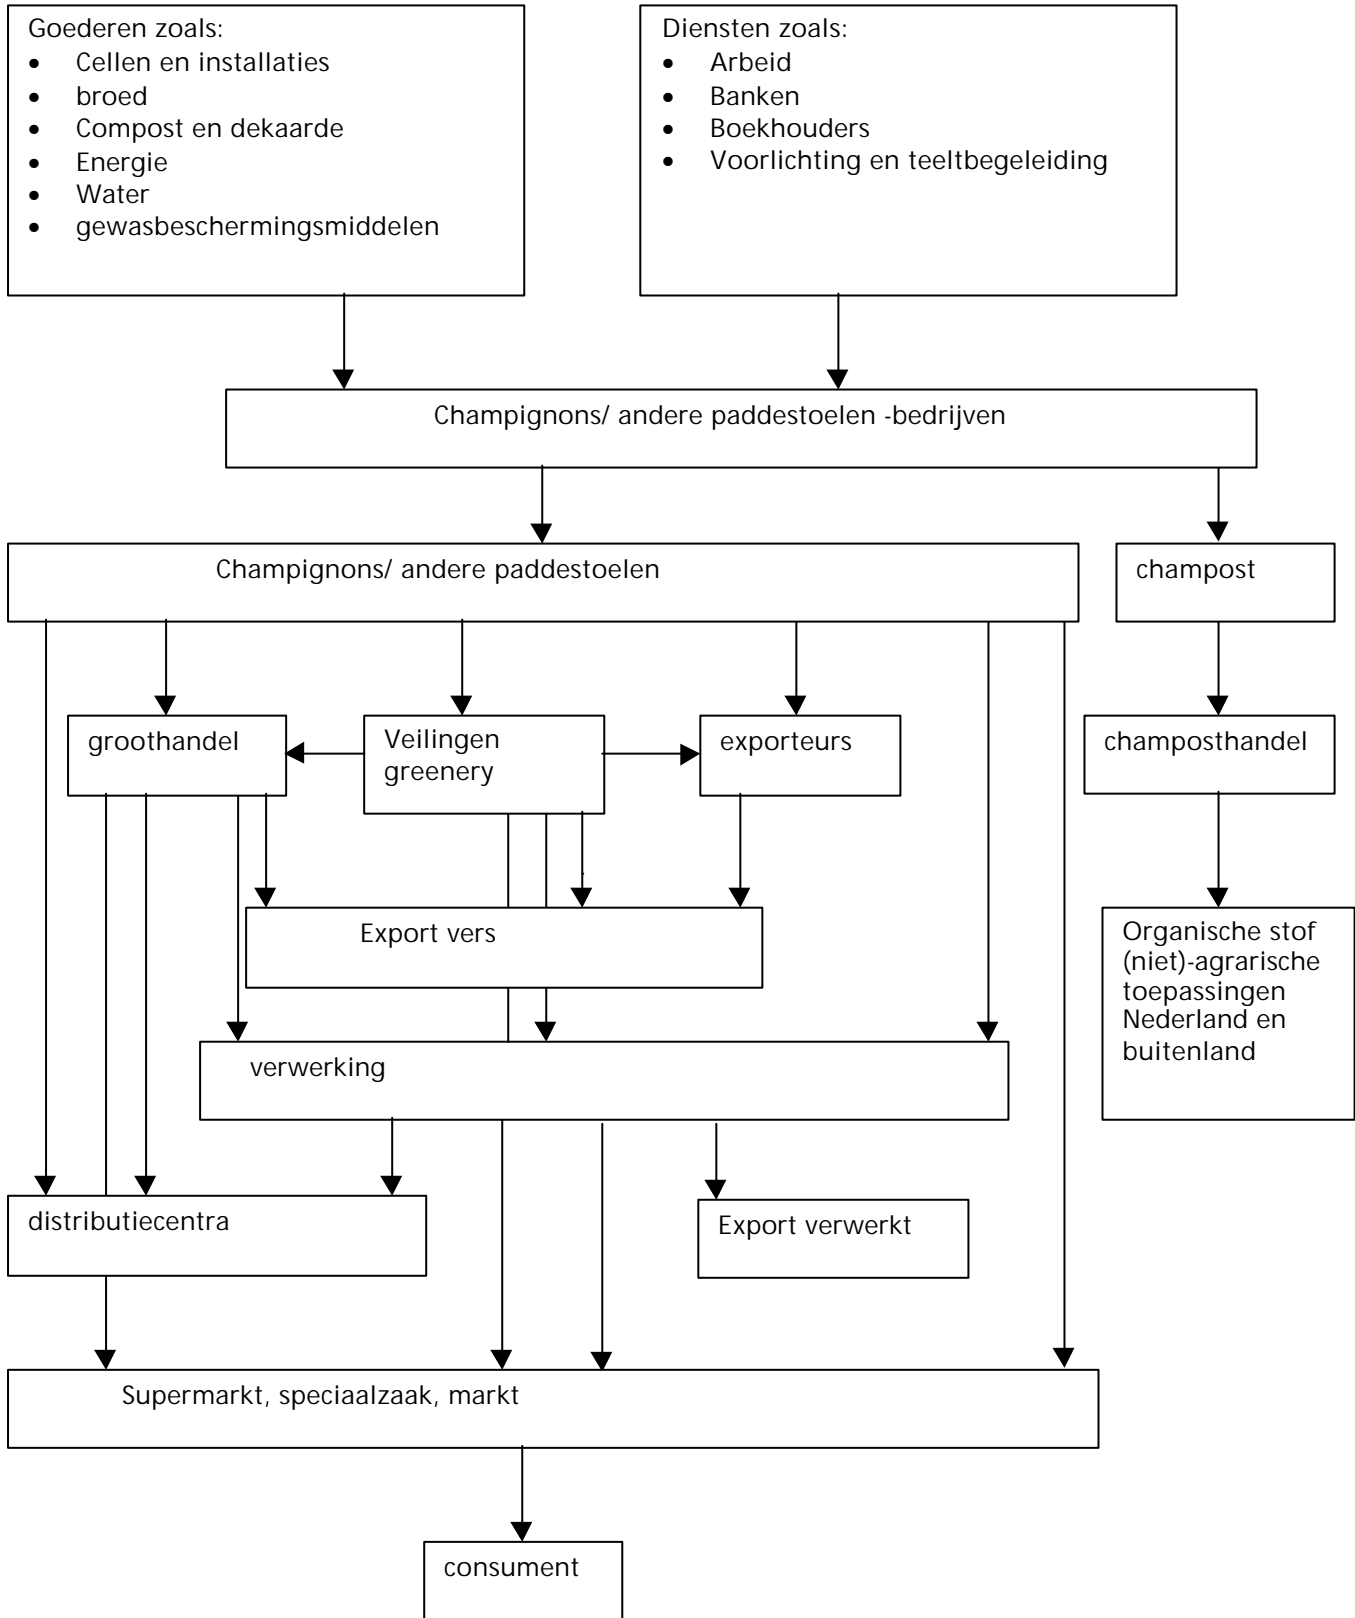 Goederen zoals:
• Cellen en installaties
• broed
• Compost en dekaarde
• Energie
• Water
• gewasbeschermingsmiddelen
Diensten zoals:
• Arbeid
• Banken
• Boekhouders
• Voorlichting en teeltbegeleiding
Champignons/ andere paddestoelen -bedrijven
Champignons/ andere paddestoelen
champost
groothandel
Veilingen
greenery
exporteurs
champosthandel
Export vers
Organische stof
(niet)-agrarische
toepassingen
Nederland en
buitenland
verwerking
distributiecentra
Export verwerkt
Supermarkt, speciaalzaak, markt
consument